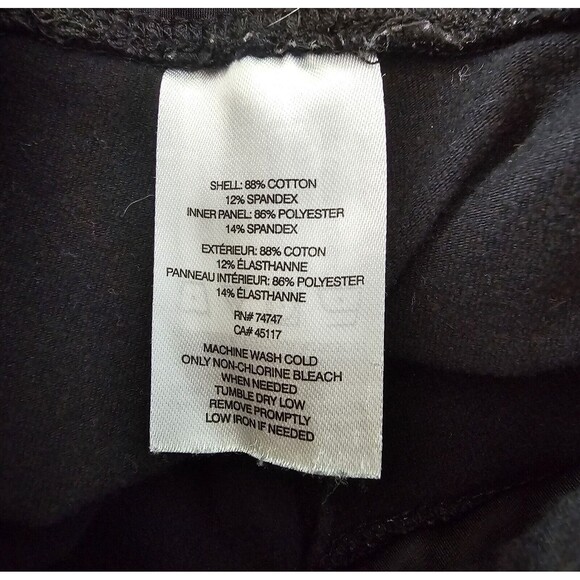 SHELL: 88% COTTON
12% SPANDEX
INNER PANEL: 86% POLYESTER
14% SPANDEX
EXTÉRIEUR: 88% COTON
12% ÉLASTHANNE
PANNEAU INTÉRIEUR: 86% POLYESTER
14% ÉLASTHANNE
RN# 74747
CA# 45117
MACHINE WASH COLD
ONLY NON-CHLORINE BLEACH
WHEN NEEDED
TUMBLE DRY LOW
REMOVE PROMPTLY
LOW IRON IF NEEDED